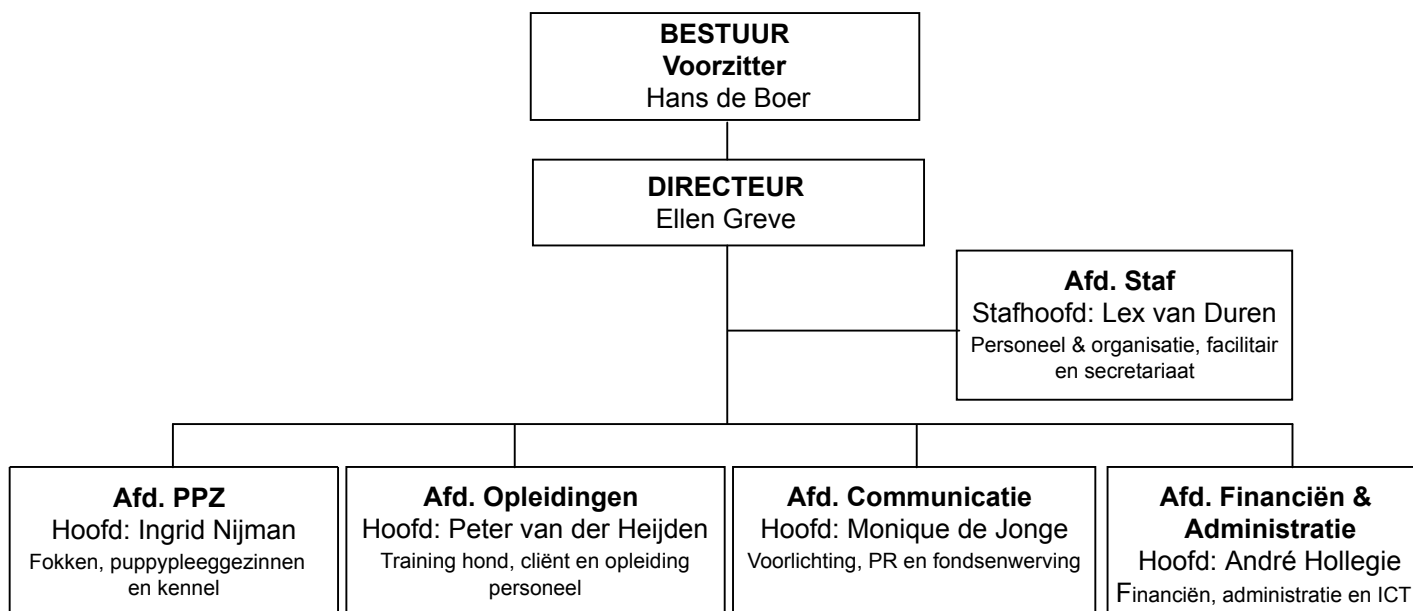 BESTUUR
Voorzitter
Hans de Boer
DIRECTEUR
Ellen Greve
Afd. Staf
Stafhoofd: Lex van Duren
Personeel & organisatie, facilitair
en secretariaat
Afd. PPZ
Hoofd: Ingrid Nijman
Fokken, puppypleeggezinnen
en kennel
Afd. Opleidingen
Hoofd: Peter van der Heijden
Training hond, cliënt en opleiding
personeel
Afd. Communicatie
Hoofd: Monique de Jonge
Voorlichting, PR en fondsenwerving
Afd. Financiën &
Administratie
Hoofd: André Hollegie
Financiën, administratie en ICT